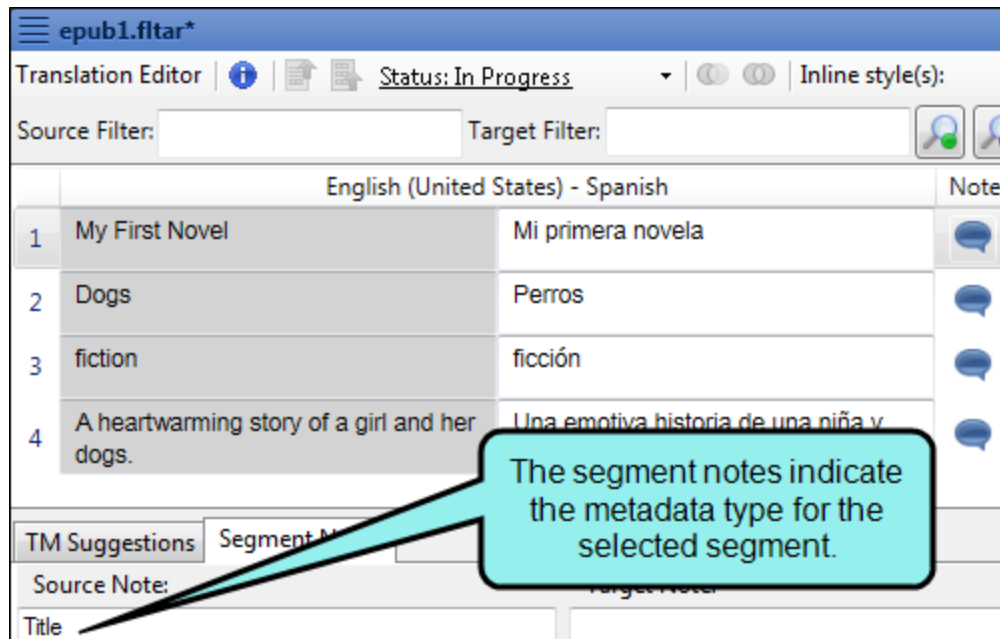 epub1.fltar*
Translation Editor Status: In Progress Inline style(s):
Source Filter: Target Filter:
English (United States) - Spanish Note
1 My First Novel Mi primera novela
2 Dogs Perros
3 fiction ficción
4 A heartwarming story of a girl and her Una emotiva historia de una niña y
dogs.
The segment notes indicate
the metadata type for the
selected segment.
TM Suggestions Segment
Source Note:
Title